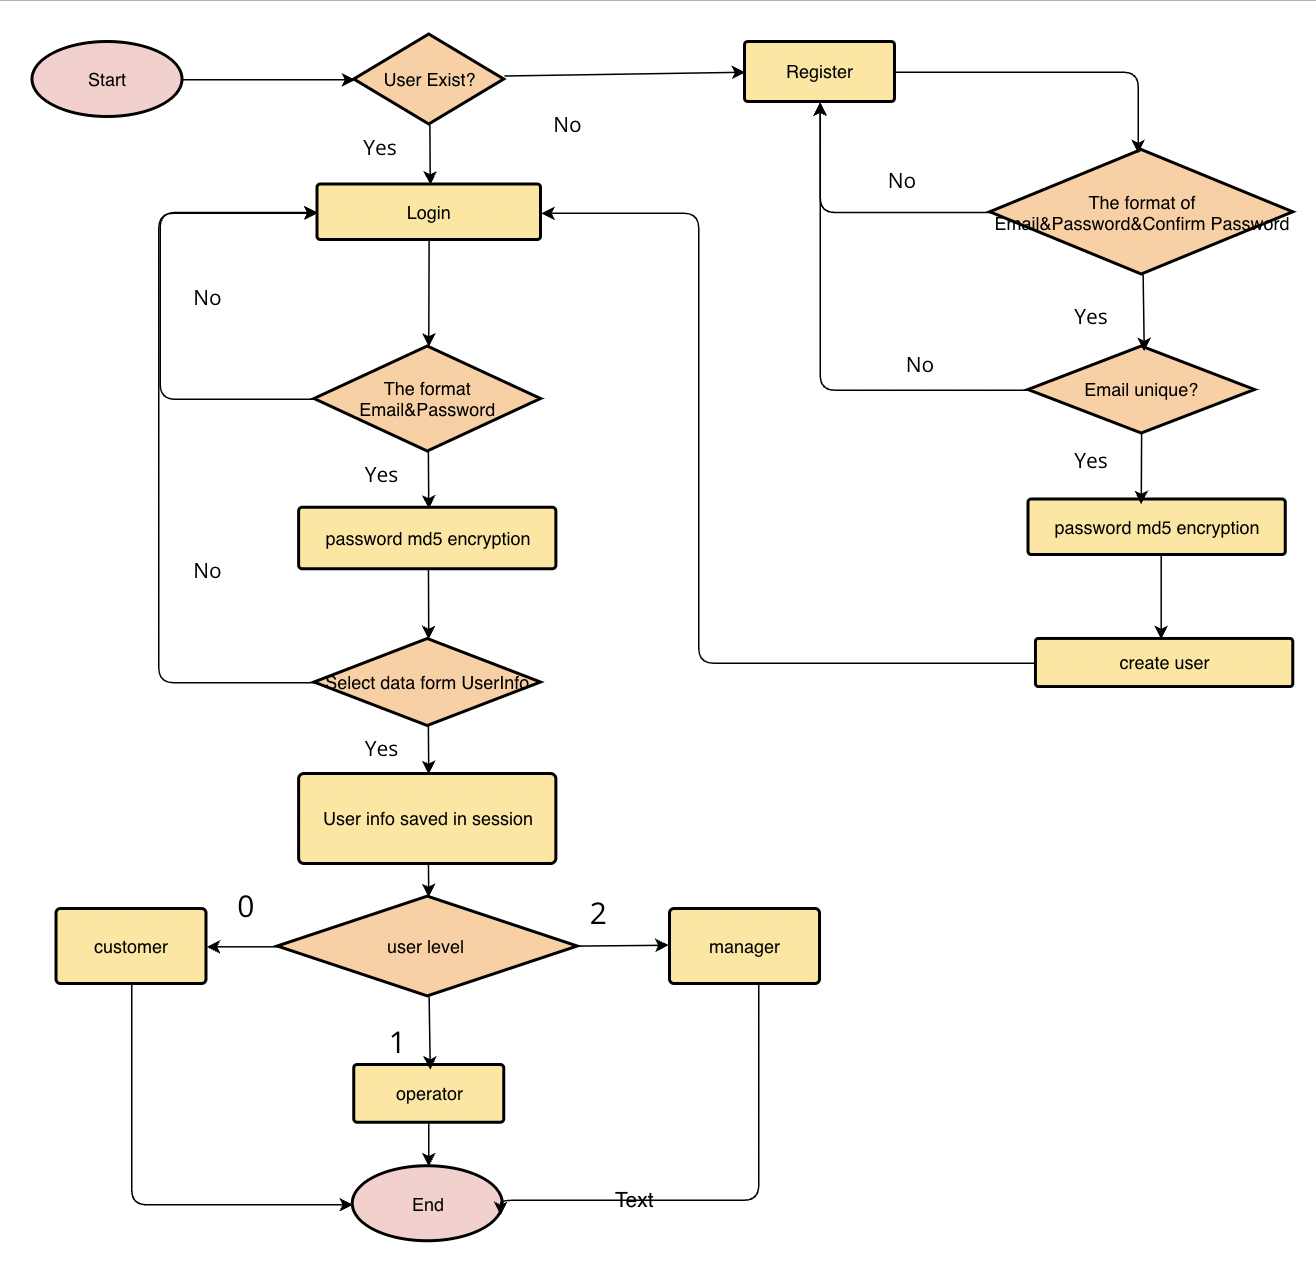 Start
User Exist?
Register
No
Yes
Login
No
The format of
Email&Password&Confirm Password
No
Yes
The format
Email&Password
No
Email unique?
Yes
Yes
password md5 encryption
password md5 encryption
No
Select data form UserInfo
create user
Yes
User info saved in session
0
2
customer
user level
manager
1
operator
End
Text